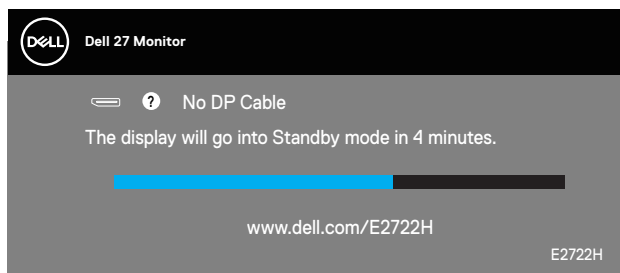 DELL
Dell 27 Monitor
? No DP Cable
The display will go into Standby mode in 4 minutes.
www.dell.com/E2722H
E2722H